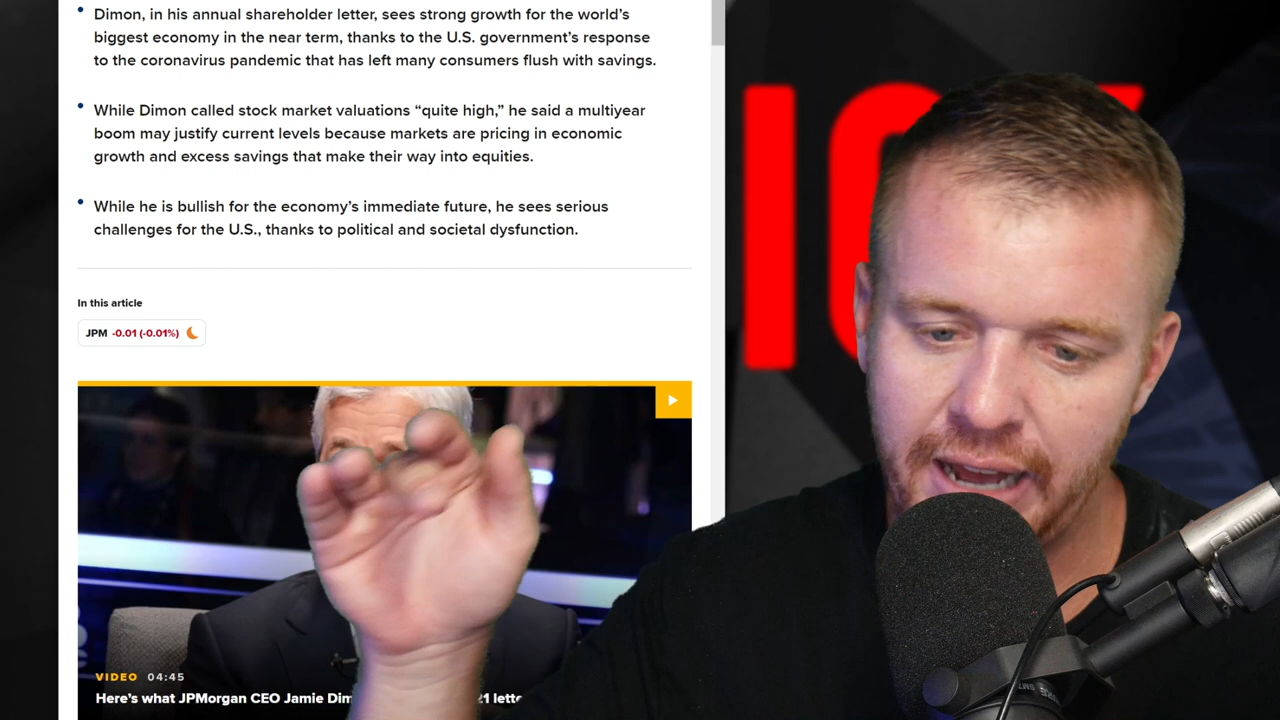 Dimon, in his annual shareholder letter, sees strong growth for the world’s
biggest economy in the near term, thanks to the U.S. government’s response
to the coronavirus pandemic that has left many consumers flush with savings.
While Dimon called stock market valuations “quite high,” he said a multiyear
boom may justify current levels because markets are pricing in economic
growth and excess savings that make their way into equities.
While he is bullish for the economy’s immediate future, he sees serious
challenges for the U.S., thanks to political and societal dysfunction.
In this article
JPM -0.01 (-0.01%)
VIDEO 04:45
Here’s what JPMorgan CEO Jamie